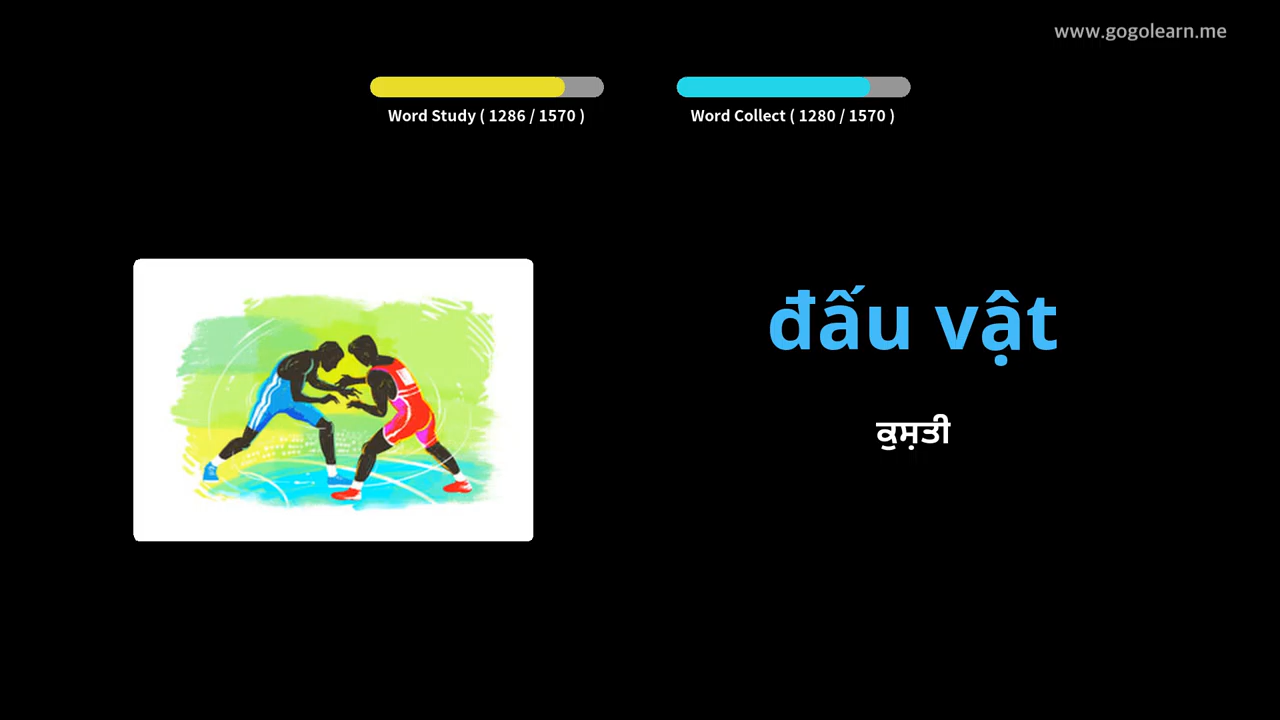 www.gogolearn.me
Word Study ( 1286 / 1570 )
Word Collect ( 1280 / 1570 )
đấu vật
ਕੁਸ਼ਤੀ